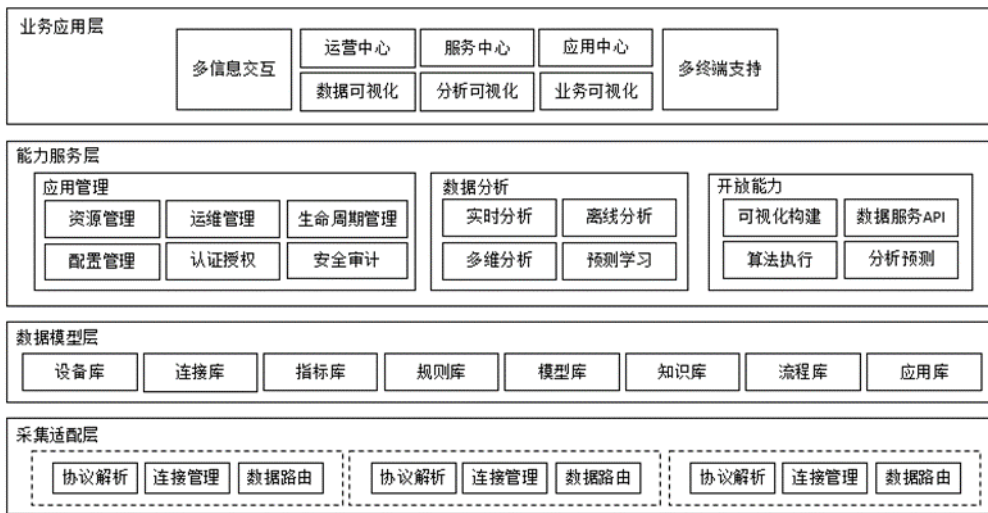 业务应用层
多信息交互
运营中心
服务中心
应用中心
数据可视化
分析可视化
业务可视化
多终端支持
能力服务层
应用管理
资源管理
运维管理
生命周期管理
配置管理
认证授权
安全审计
数据分析
实时分析
离线分析
多维分析
预测学习
开放能力
可视化构建
数据服务API
算法执行
分析预测
数据模型层
设备库
连接库
指标库
规则库
模型库
知识库
流程库
应用库
采集适配层
协议解析
连接管理
数据路由
协议解析
连接管理
数据路由
协议解析
连接管理
数据路由